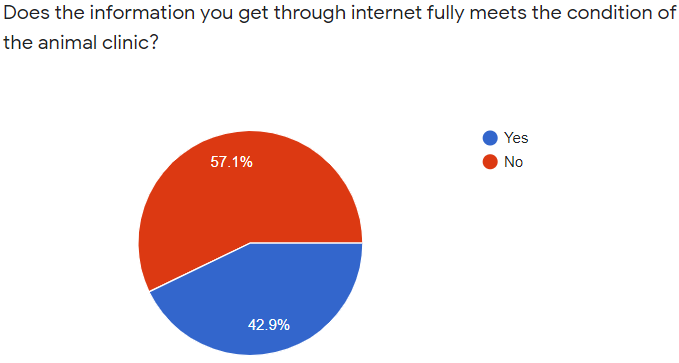 Does the information you get through internet fully meets the condition of
the animal clinic?
Yes
No
57.1%
42.9%